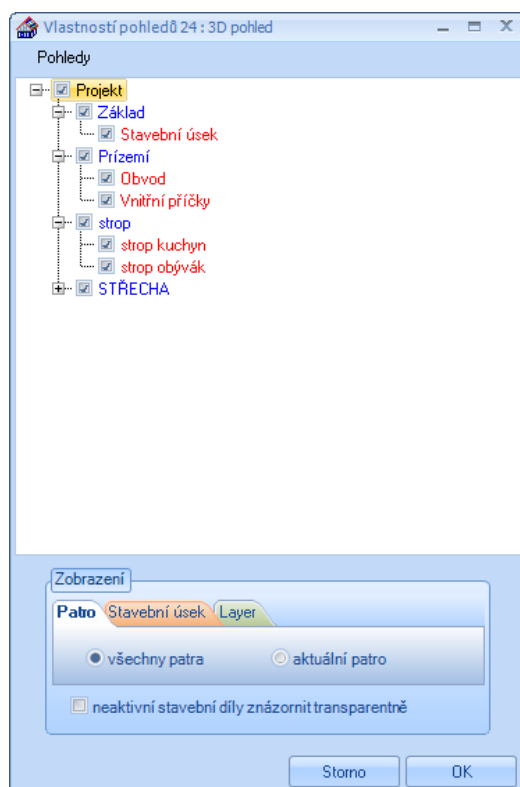 Vlastností pohledů 24 : 3D pohled
Pohledy
Projekt
Základ
Stavební úsek
Prízemí
Obvod
Vnitřní příčky
strop
strop kuchyn
strop obývák
STŘECHA
Zobrazení
Patro Stavební úsek Layer
všechny patra aktuální patro
neaktivní stavební díly znázornit transparentně
Storno OK